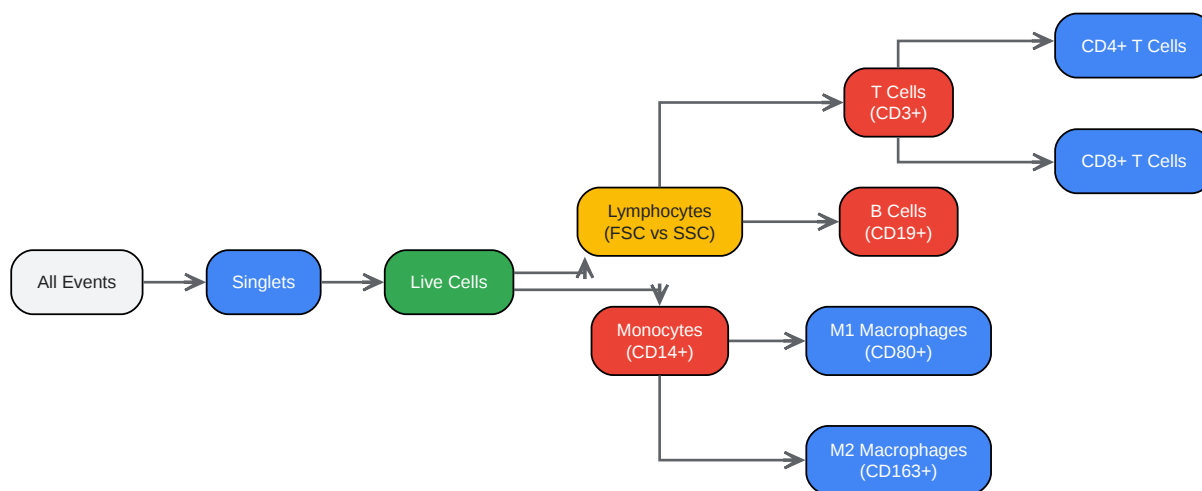 All Events
Singlets
Live Cells
Lymphocytes
(FSC vs SSC)
Monocytes
(CD14+)
T Cells
(CD3+)
B Cells
(CD19+)
M1 Macrophages
(CD80+)
M2 Macrophages
(CD163+)
CD4+ T Cells
CD8+ T Cells